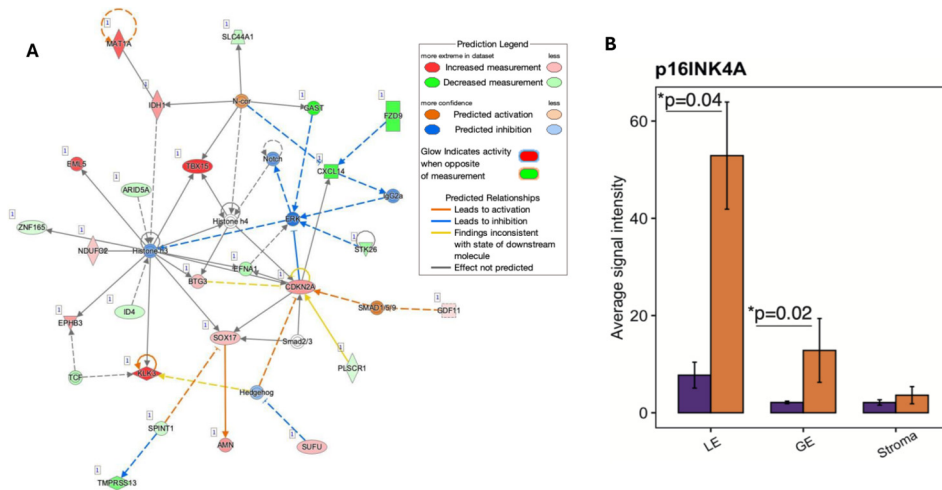 A
MAT1A
SLC44A1
IDH1
N-cor
GAST
FZD9
EML5
TBX15
Notch
CXCL14
ARID5A
IgG2a
ZNF165
Histone h4
ERK
NDUFC2
Histone h3
STK26
EFNA1
BTG3
CDKN2A
ID4
SMAD1/5/9
GDF11
EPHB3
SOX17
Smad2/3
PLSCR1
TCF
Hedgehog
SPINT1
AMN
SUFU
TMPRSS13
Prediction Legend
more extreme in dataset less
Increased measurement
Decreased measurement
more confidence less
Predicted activation
Predicted inhibition
Glow Indicates activity
when opposite
of measurement
Predicted Relationships
Leads to activation
Leads to inhibition
Findings inconsistent
with state of downstream
molecule
Effect not predicted
B
p16INK4A
Average signal intensity
60
40
20
0
*p=0.04
*p=0.02
LE
GE
Stroma